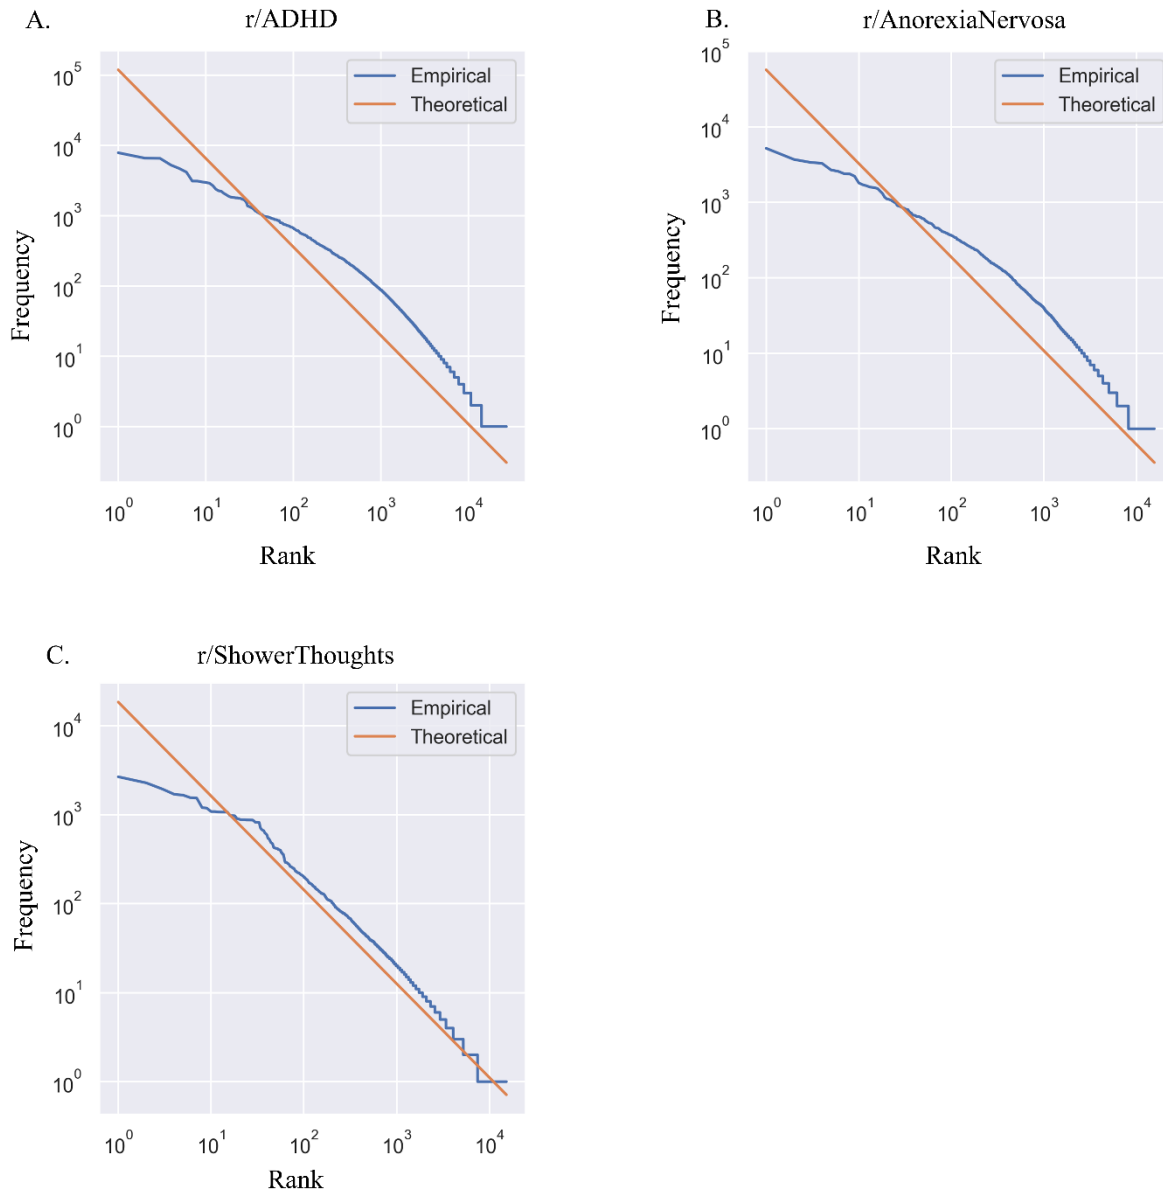 A.
r/ADHD
Empirical
Theoretical
10^5
10^4
10^3
10^2
10^1
10^0
Frequency
10^0 10^1 10^2 10^3 10^4
Rank
B.
r/AnorexiaNervosa
Empirical
Theoretical
10^5
10^4
10^3
10^2
10^1
10^0
Frequency
10^0 10^1 10^2 10^3 10^4
Rank
C.
r/ShowerThoughts
Empirical
Theoretical
10^4
10^3
10^2
10^1
10^0
Frequency
10^0 10^1 10^2 10^3 10^4
Rank